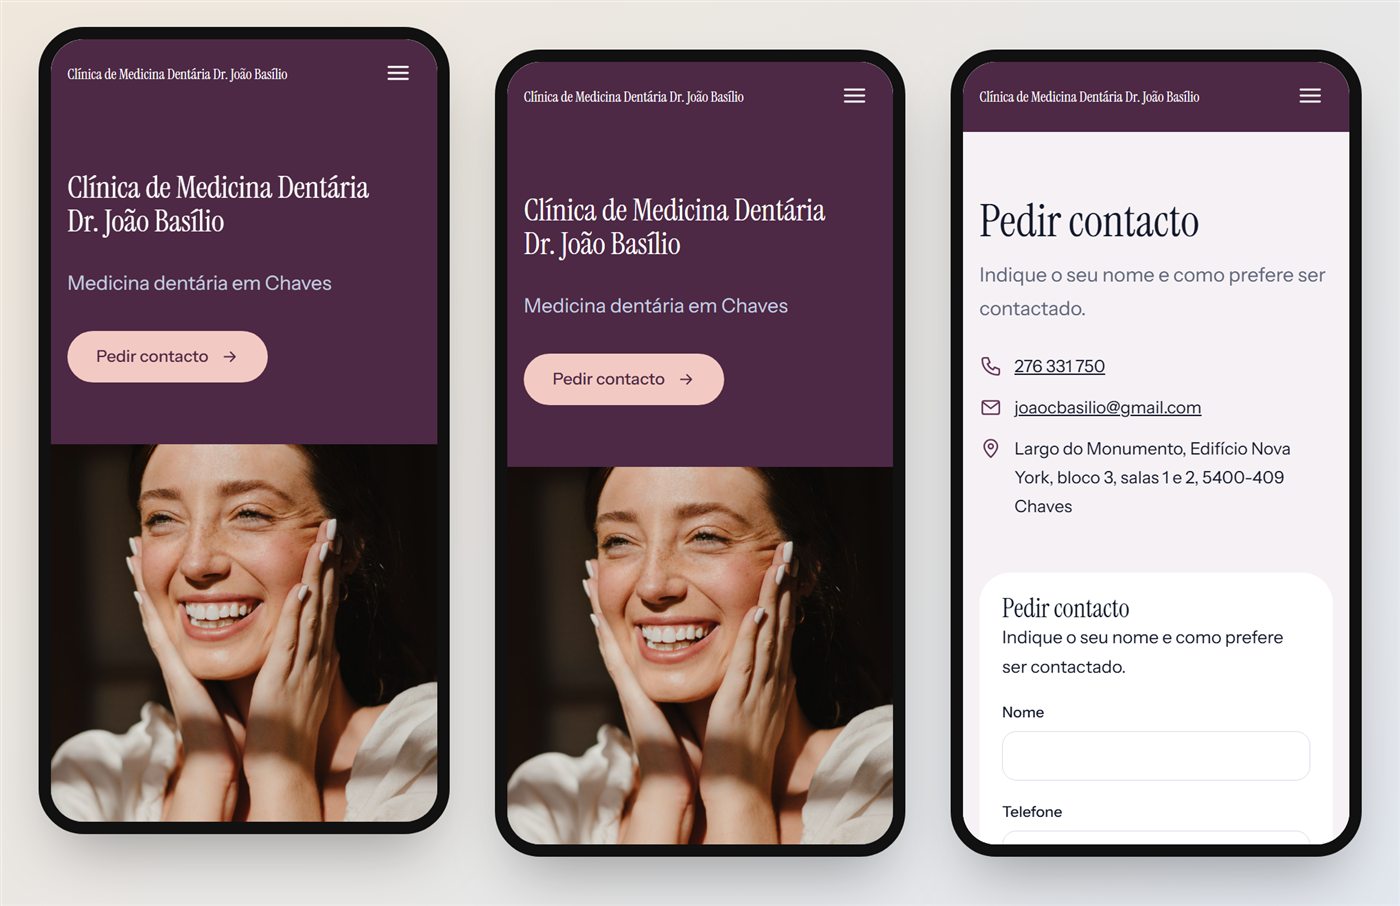 Clínica de Medicina Dentária Dr. João Basílio
Clínica de Medicina Dentária
Dr. João Basílio
Medicina dentária em Chaves
Pedir contacto
Clínica de Medicina Dentária Dr. João Basílio
Clínica de Medicina Dentária
Dr. João Basílio
Medicina dentária em Chaves
Pedir contacto
Clínica de Medicina Dentária Dr. João Basílio
Pedir contacto
Indique o seu nome e como prefere ser
contactado.
276 331 750
joaocbasilio@gmail.com
Largo do Monumento, Edifício Nova
York, bloco 3, salas 1 e 2, 5400-409
Chaves
Pedir contacto
Indique o seu nome e como prefere
ser contactado.
Nome
Telefone